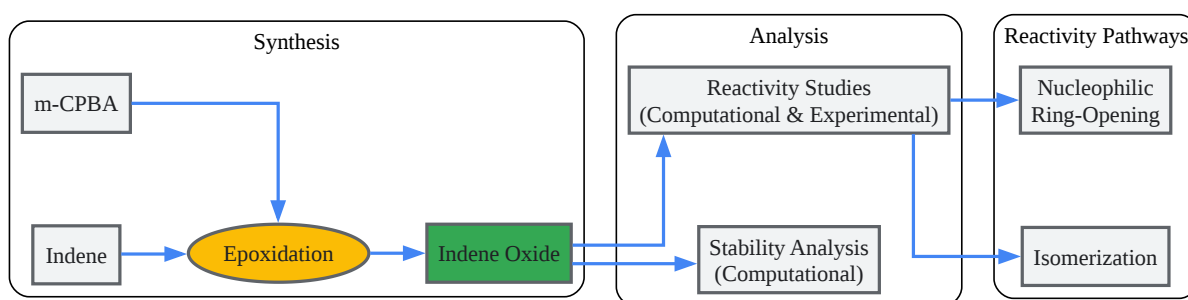 Synthesis
m-CPBA
Indene
Epoxidation
Indene Oxide
Analysis
Reactivity Studies
(Computational & Experimental)
Stability Analysis
(Computational)
Reactivity Pathways
Nucleophilic
Ring-Opening
Isomerization